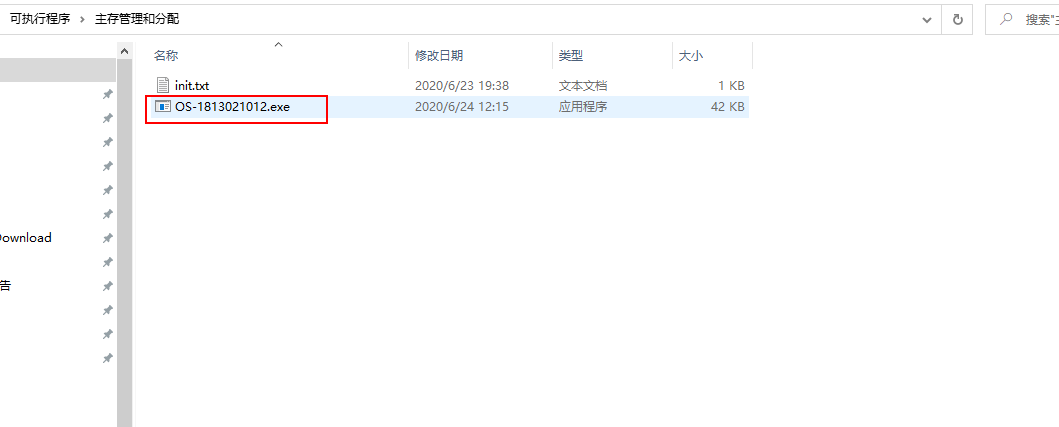 可执行程序 > 主存管理和分配
搜索"主
名称 修改日期 类型 大小
init.txt 2020/6/23 19:38 文本文档 1 KB
OS-1813021012.exe 2020/6/24 12:15 应用程序 42 KB
Download
告